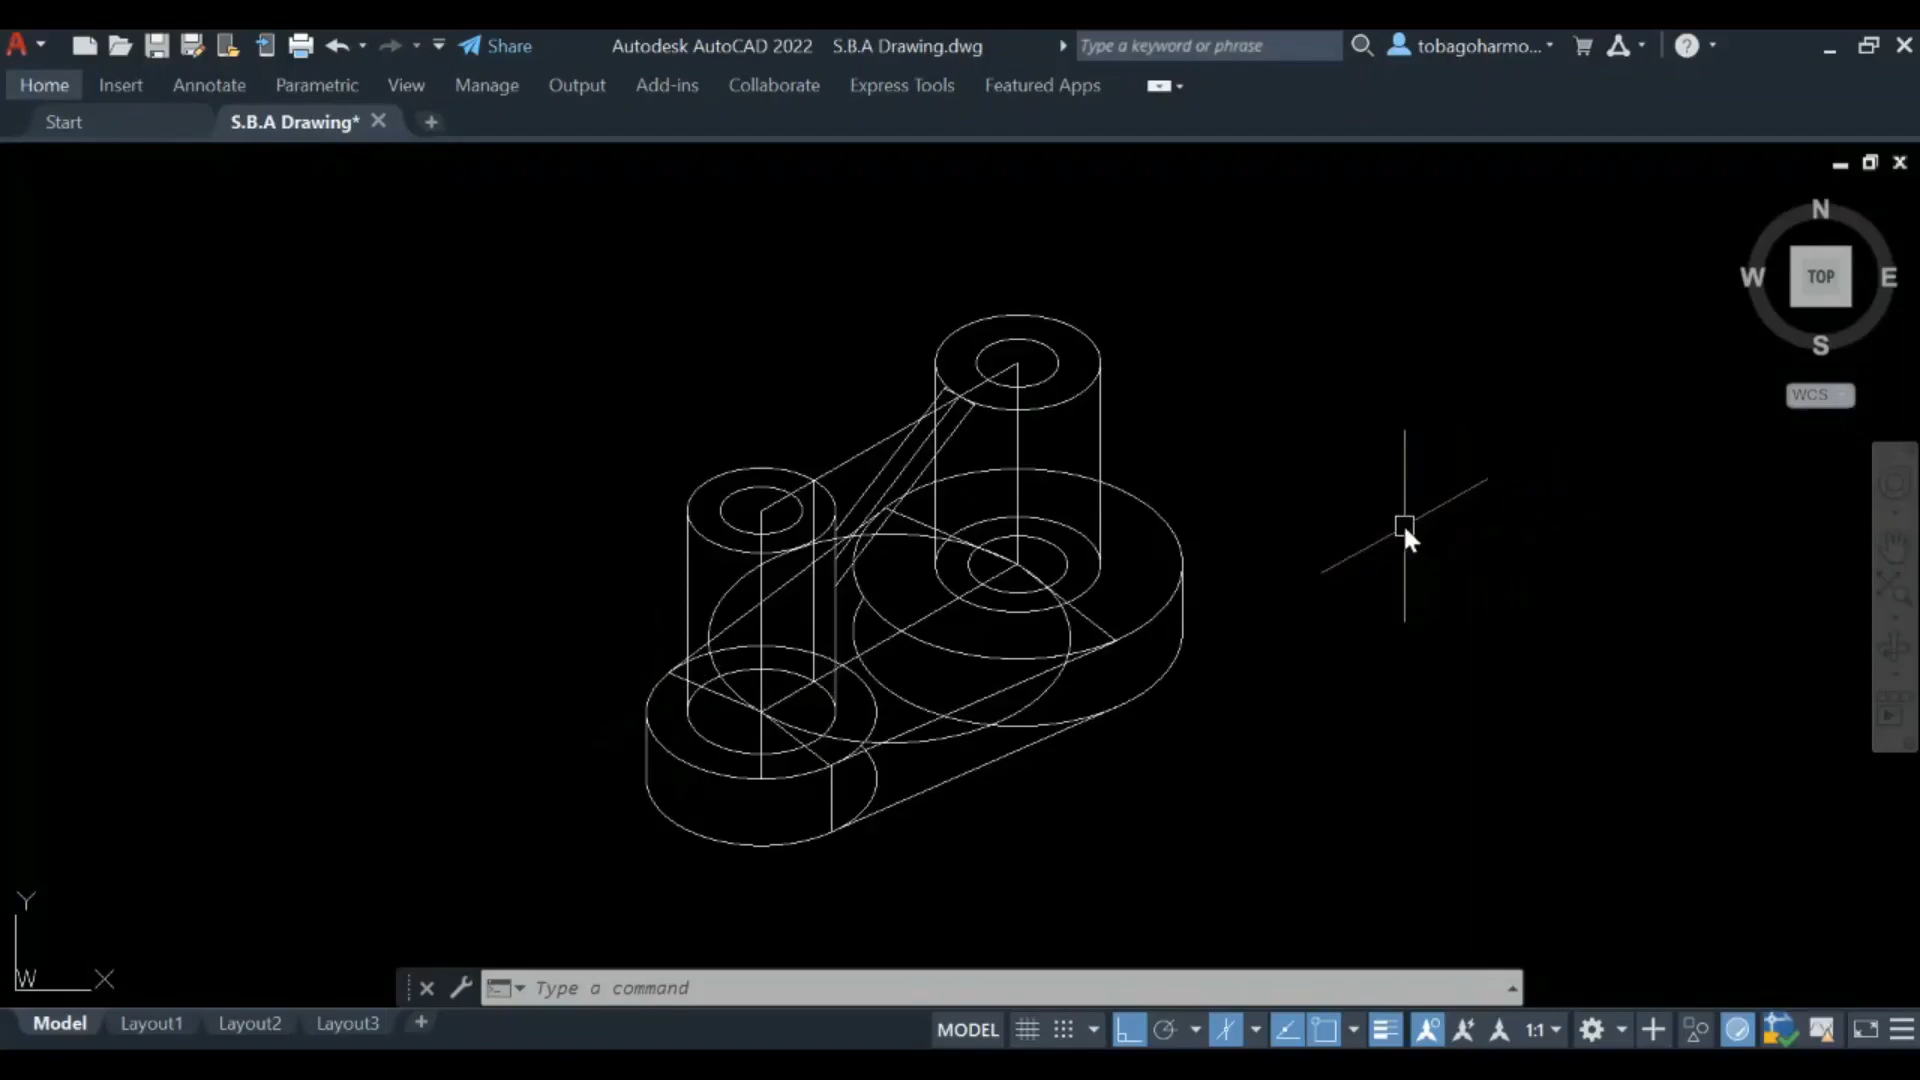 Share Autodesk AutoCAD 2022 S.B.A Drawing.dwg Type a keyword or phrase tobagoharmo...
Home Insert Annotate Parametric View Manage Output Add-ins Collaborate Express Tools Featured Apps
Start S.B.A Drawing*
N
W TOP E
S
WCS
Y
W X
Type a command
Model Layout1 Layout2 Layout3 MODEL 1:1